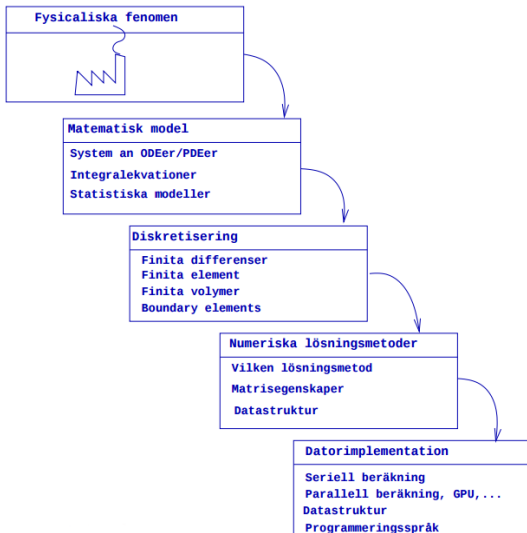 Fysicaliska fenomen
Matematisk model
System an ODEer/PDEer
Integralekvationer
Statistiska modeller
Diskretisering
Finita differenser
Finita element
Finita volymer
Boundary elements
Numeriska lösningsmetoder
Vilken lösningsmetod
Matrisegenskaper
Datastruktur
Datorimplementation
Seriell beräkning
Parallell beräkning, GPU,...
Datastruktur
Programmeringsspråk